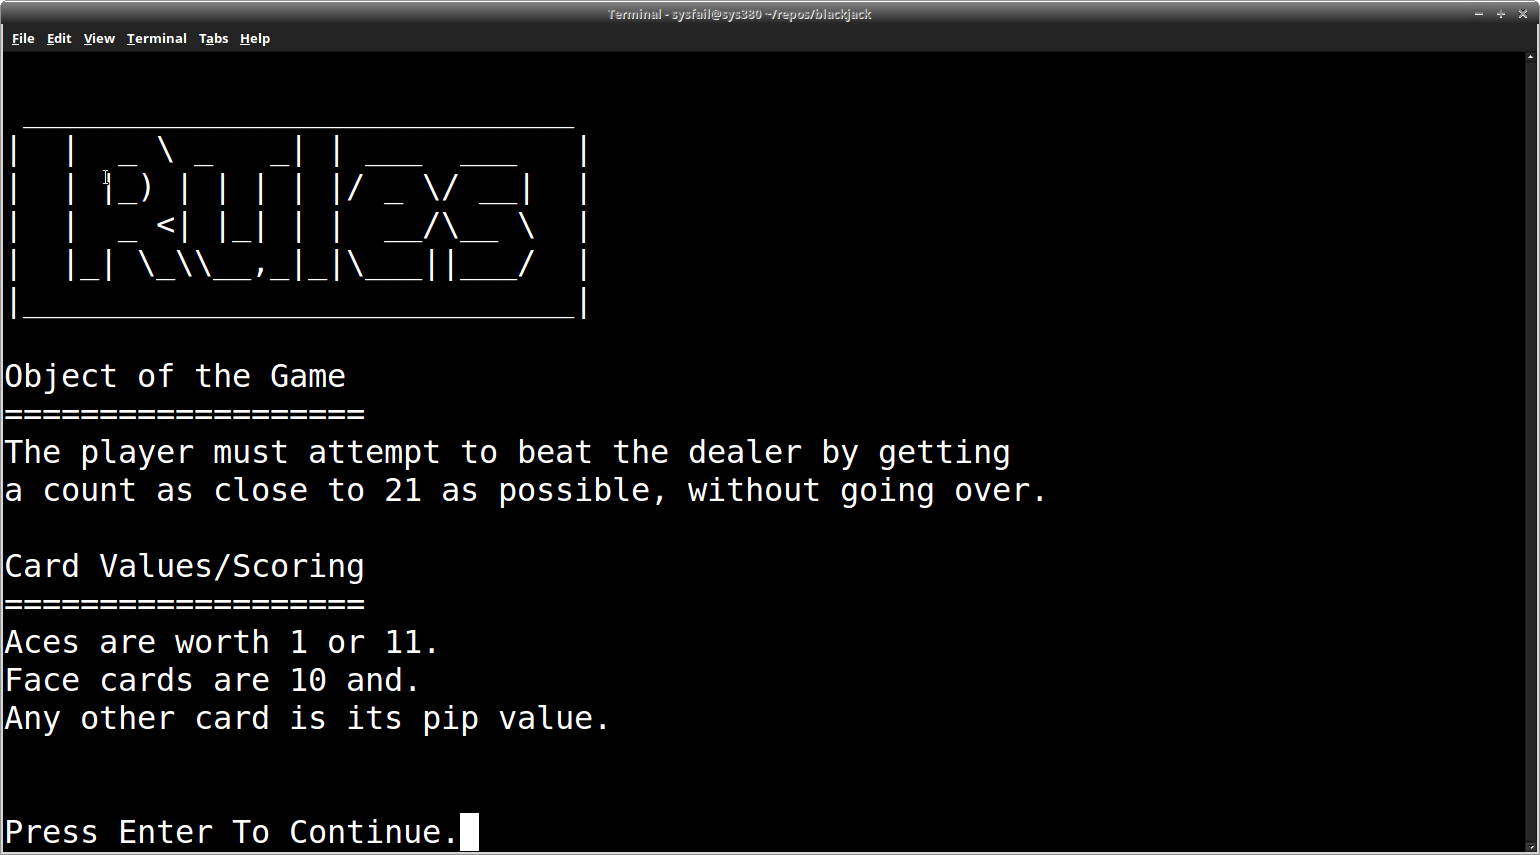 Terminal - sysfail@sys380 ~/repos/blackjack
File Edit View Terminal Tabs Help
Rules
Object of the Game
===================
The player must attempt to beat the dealer by getting
a count as close to 21 as possible, without going over.
Card Values/Scoring
===================
Aces are worth 1 or 11.
Face cards are 10 and.
Any other card is its pip value.
Press Enter To Continue.